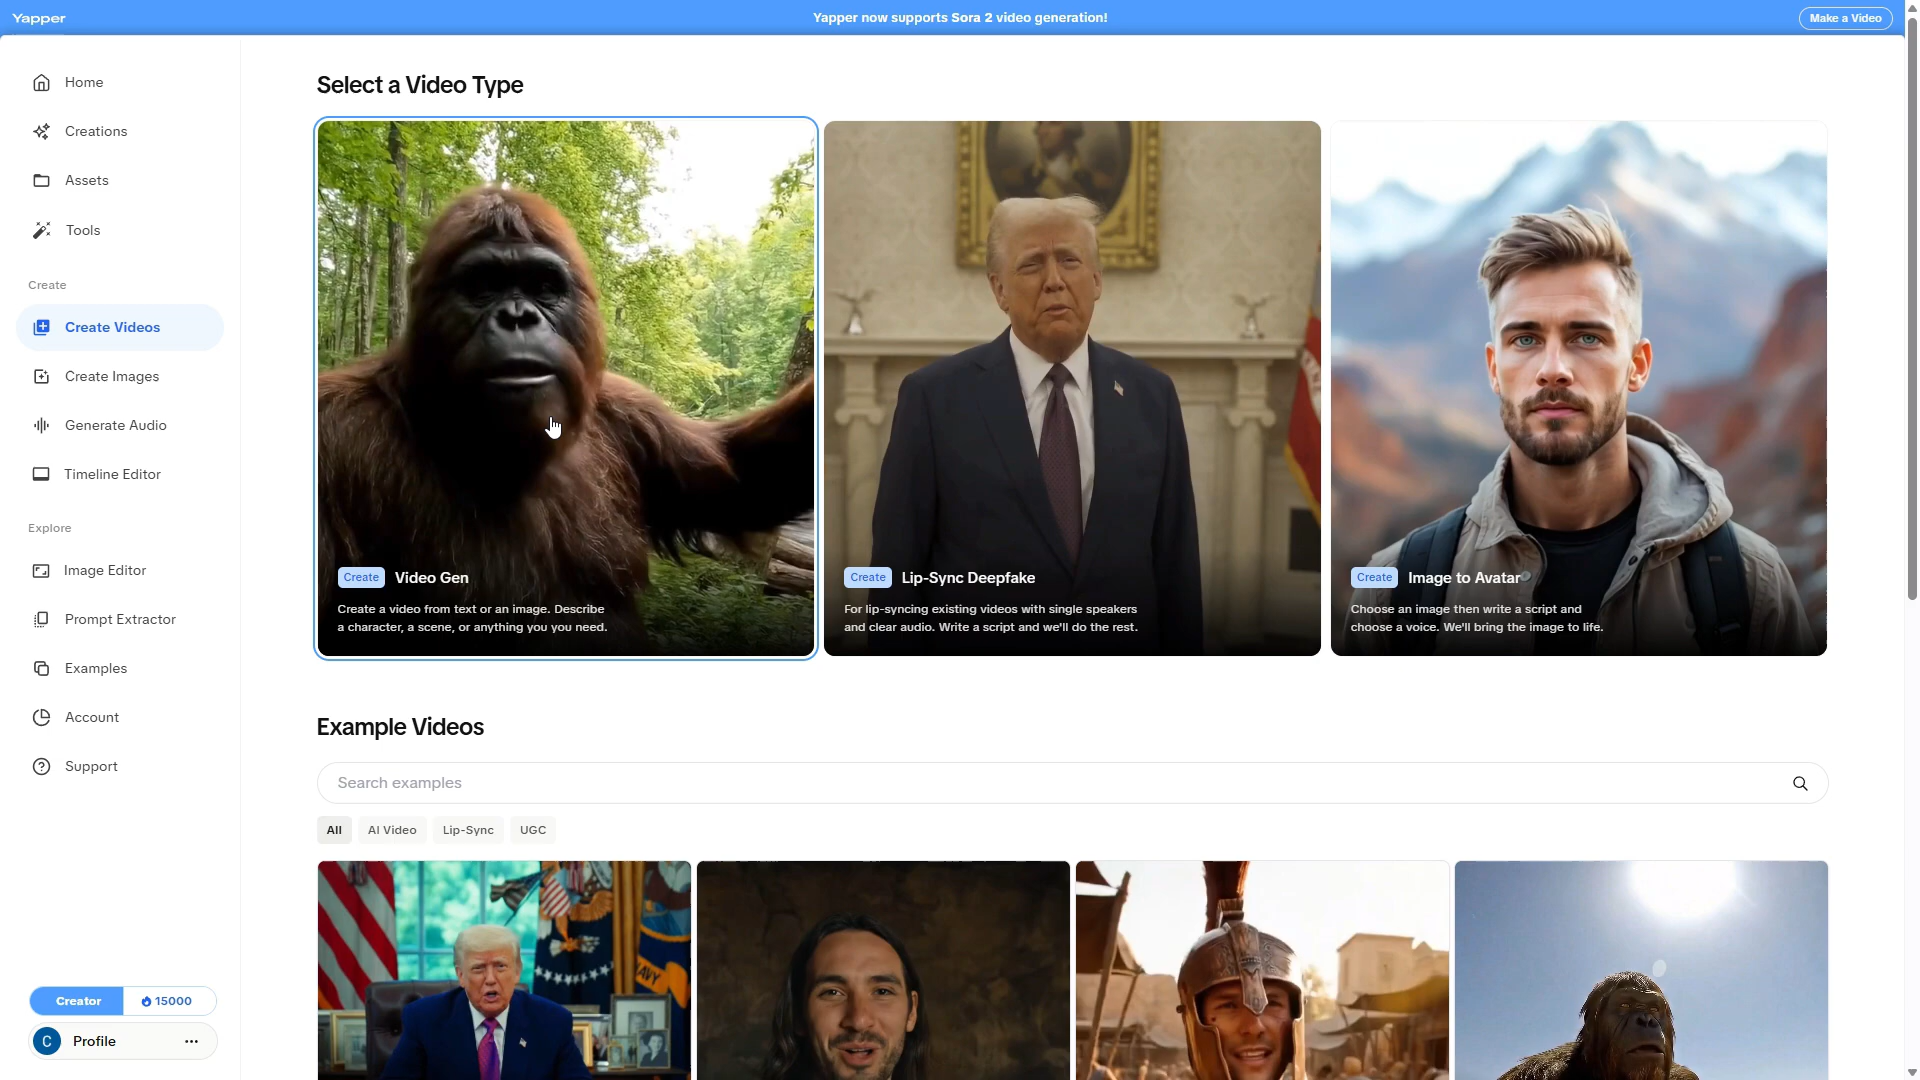 Yapper
Yapper now supports Sora 2 video generation!
Make a Video
Home
Creations
Assets
Tools
Create
Create Videos
Create Images
Generate Audio
Timeline Editor
Explore
Image Editor
Prompt Extractor
Examples
Account
Support
Creator
15000
C
Profile
Select a Video Type
Create
Video Gen
Create a video from text or an image. Describe
a character, a scene, or anything you you need.
Create
Lip-Sync Deepfake
For lip-syncing existing videos with single speakers
and clear audio. Write a script and we'll do the rest.
Create
Image to Avatar
Choose an image then write a script and
choose a voice. We'll bring the image to life.
Example Videos
Search examples
All
AI Video
Lip-Sync
UGC
NAVY